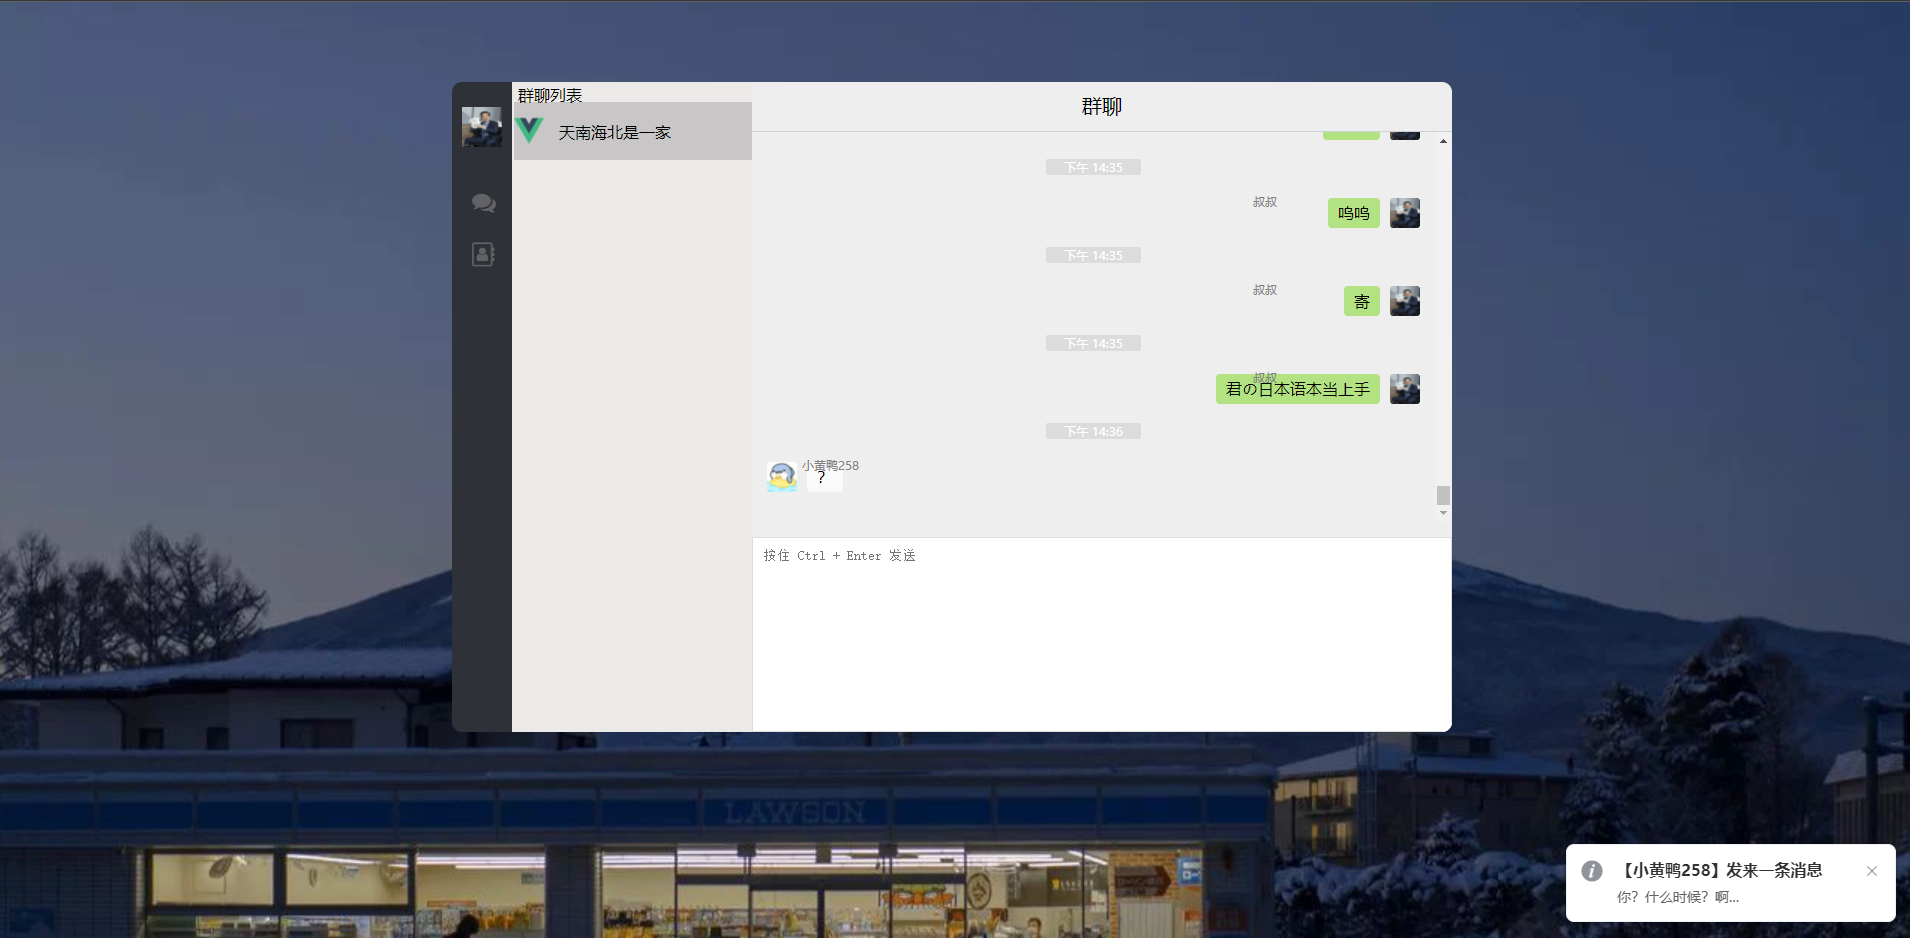 群聊列表
天南海北是一家
群聊
下午 14:35
叔叔
呜呜
下午 14:35
叔叔
寄
下午 14:35
叔叔
君の日本语本当上手
下午 14:36
小黄鸭258
?
按住 Ctrl + Enter 发送
LAWSON
【小黄鸭258】发来一条消息
你？什么时候？啊...